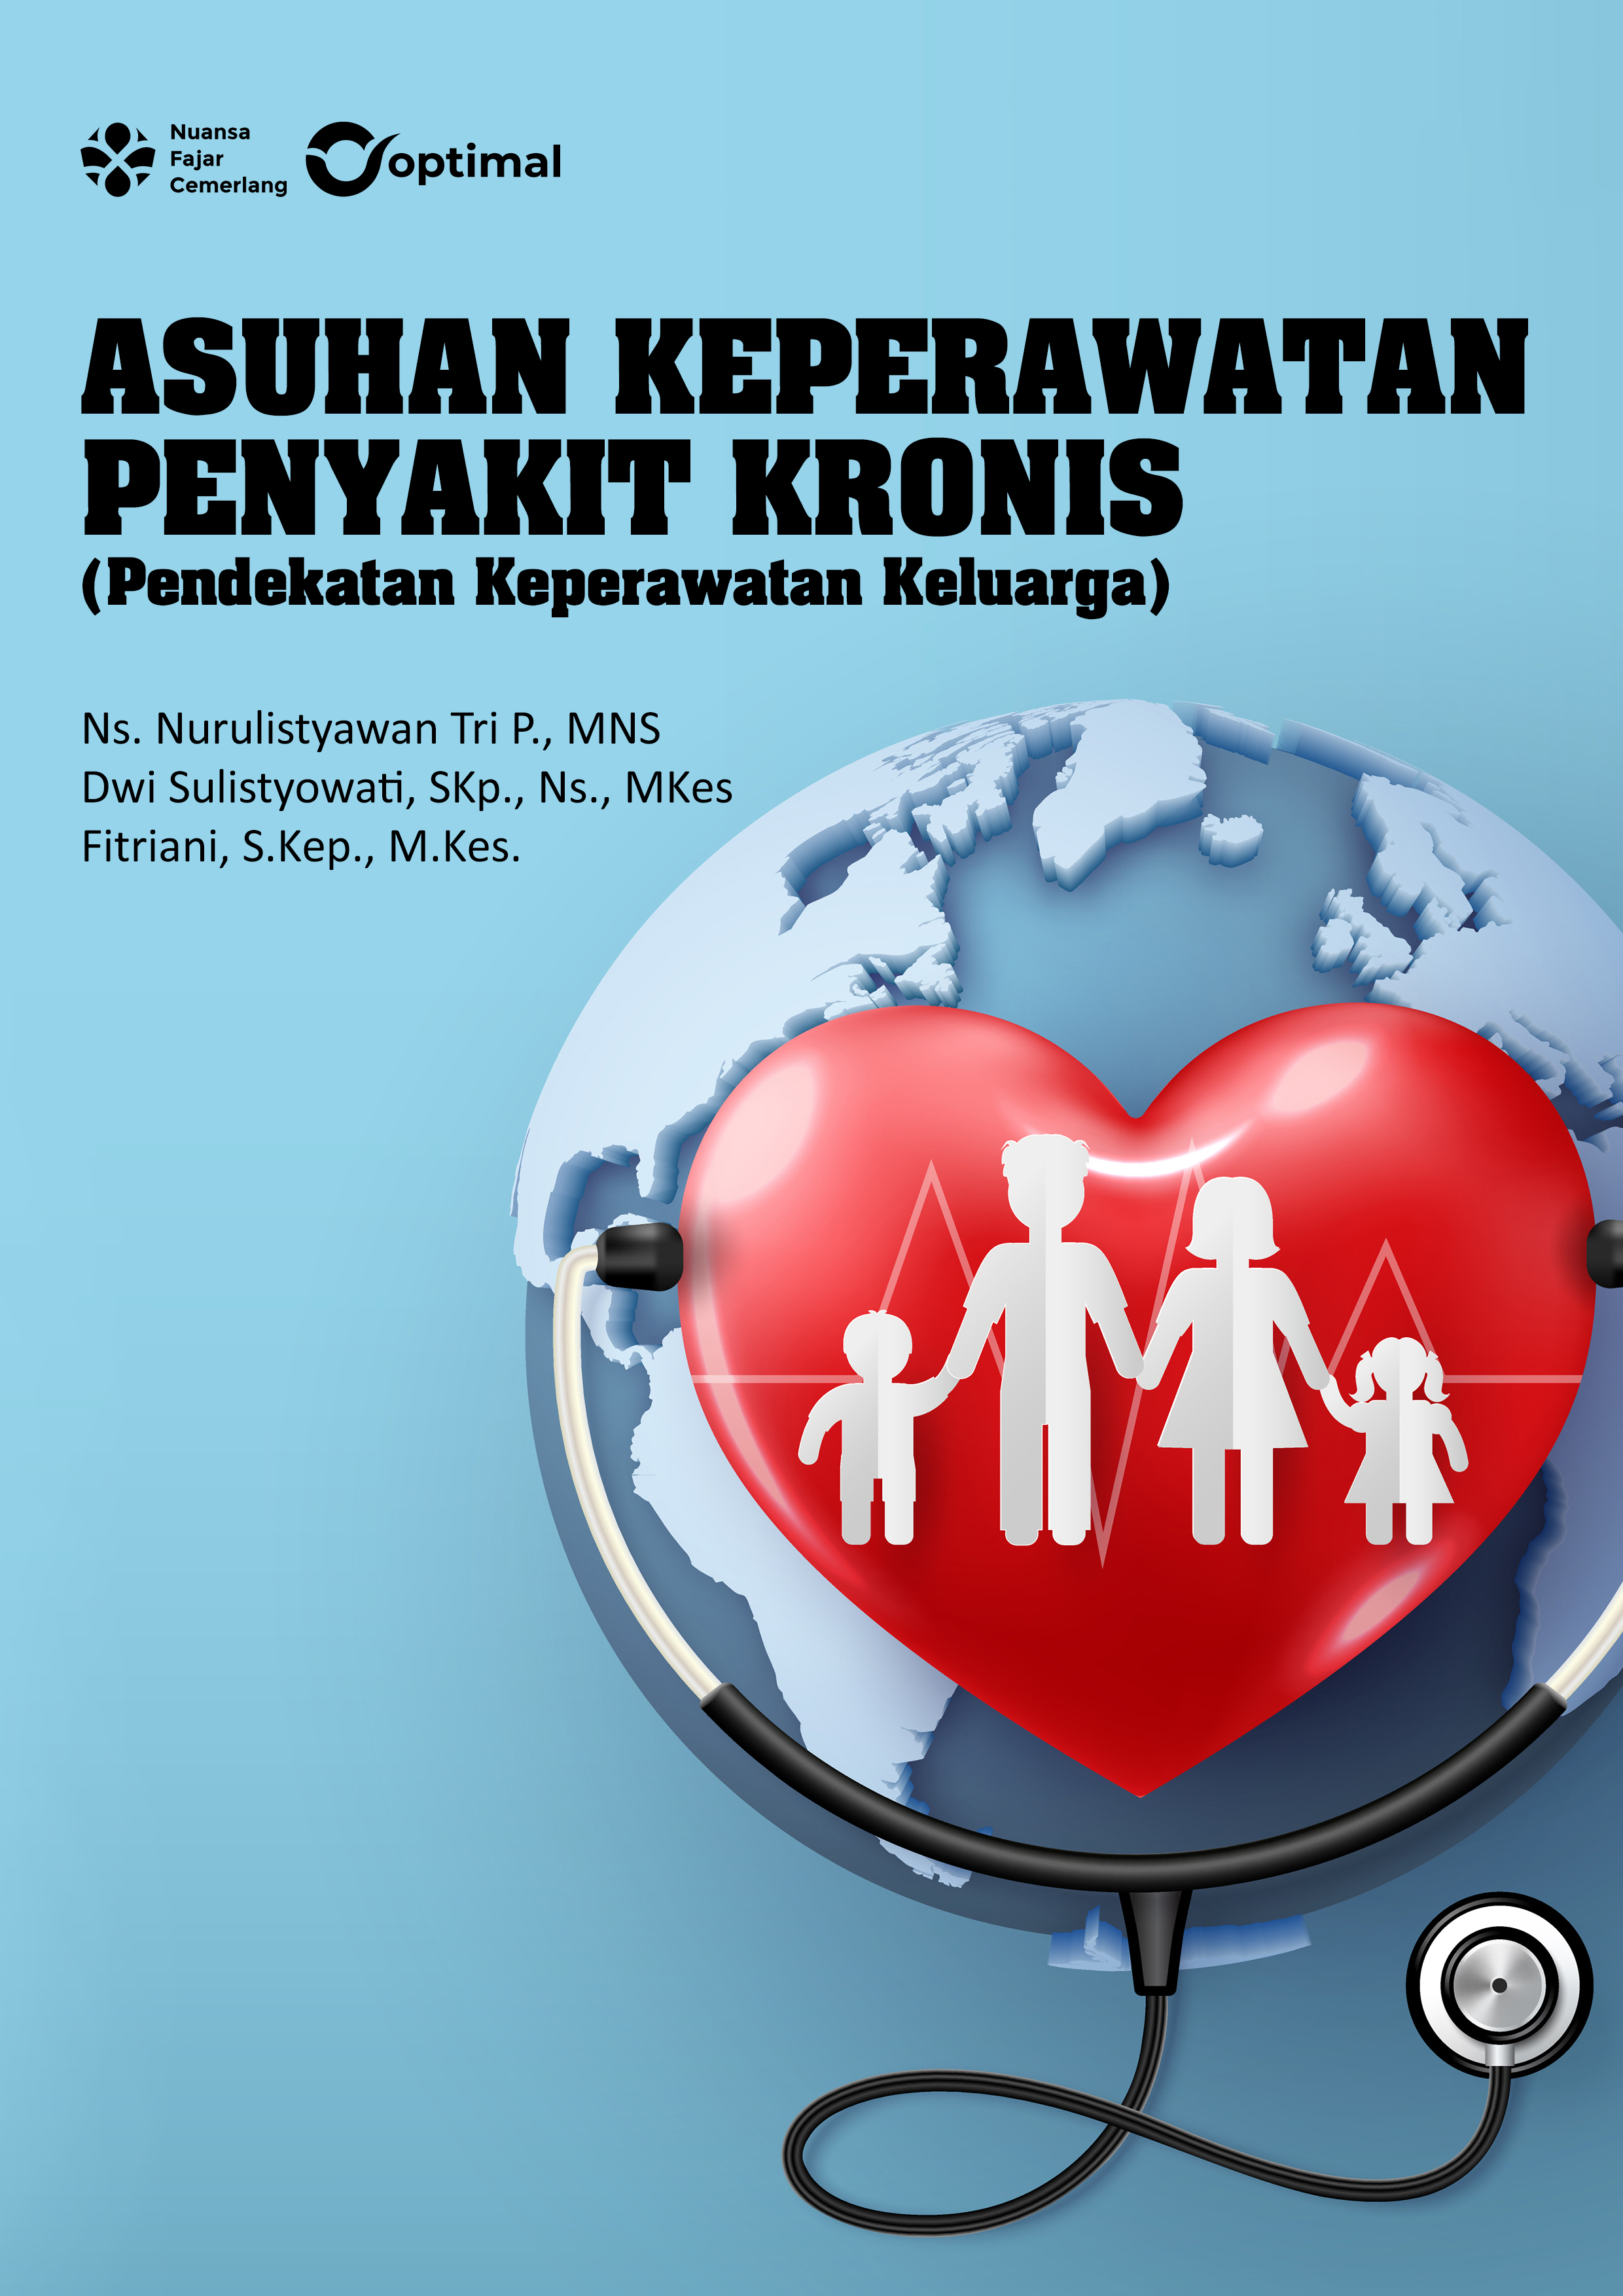 Nuansa
Fajar
Cemerlang
optimal
ASUHAN KEPERAWATAN
PENYAKIT KRONIS
(Pendekatan Keperawatan Keluarga)
Ns. Nurulistyawan Tri P., MNS
Dwi Sulistyowati, SKp., Ns., MKes
Fitriani, S.Kep., M.Kes.